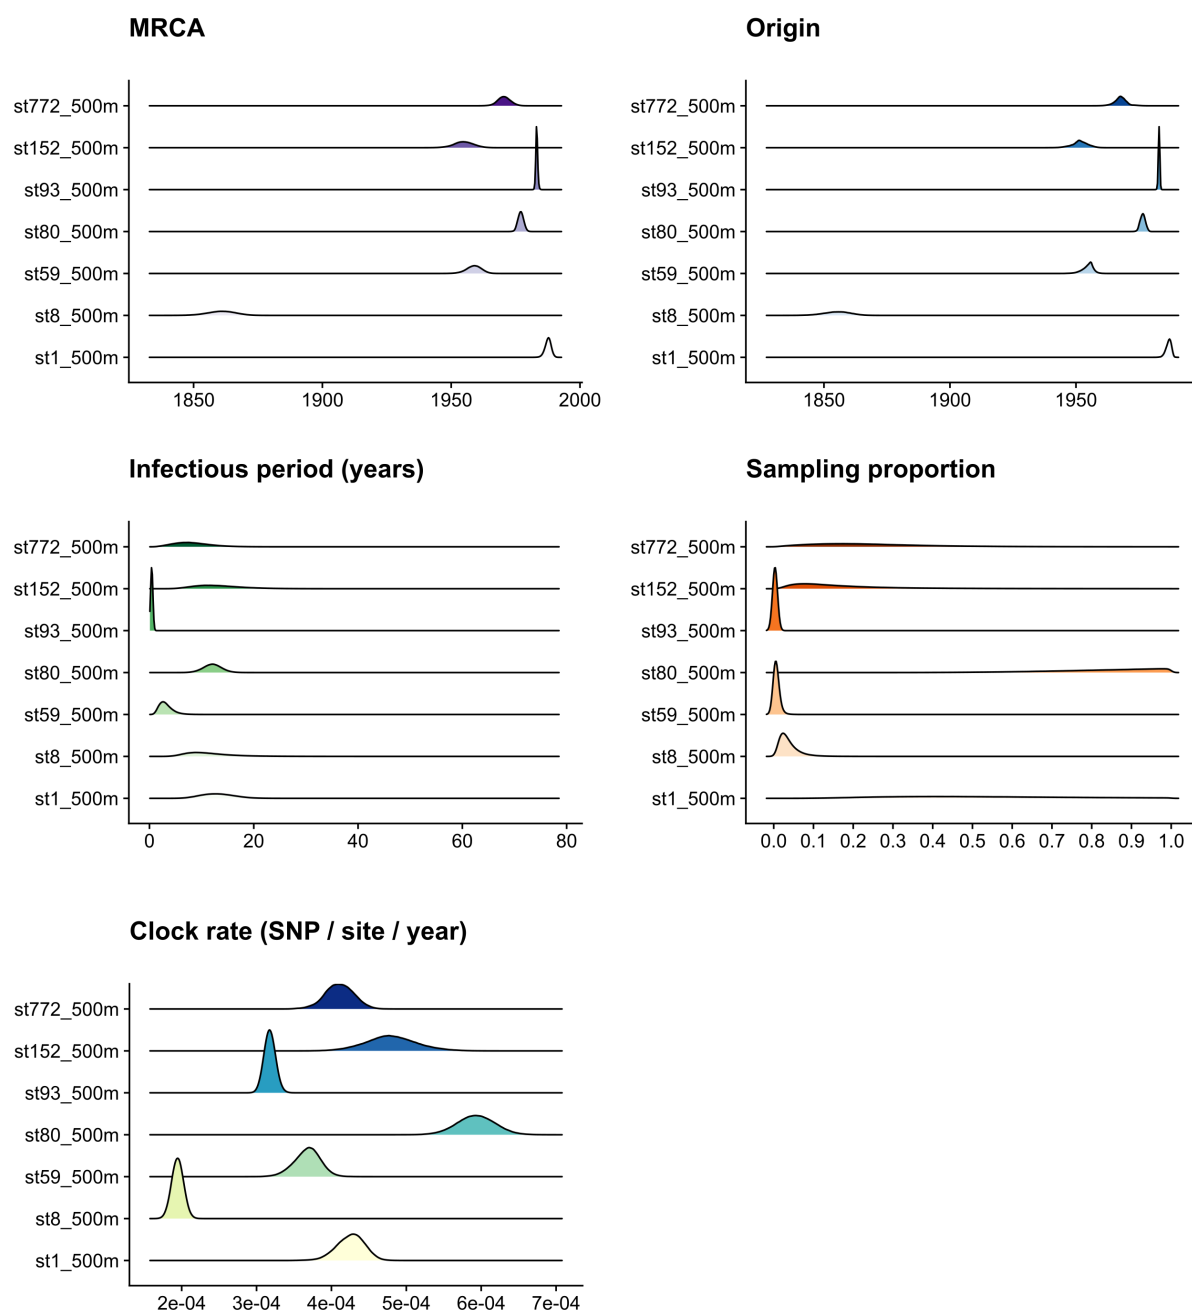 MRCA
st772_500m
st152_500m
st93_500m
st80_500m
st59_500m
st8_500m
st1_500m
1850 1900 1950 2000
Origin
st772_500m
st152_500m
st93_500m
st80_500m
st59_500m
st8_500m
st1_500m
1850 1900 1950
Infectious period (years)
st772_500m
st152_500m
st93_500m
st80_500m
st59_500m
st8_500m
st1_500m
0 20 40 60 80
Sampling proportion
st772_500m
st152_500m
st93_500m
st80_500m
st59_500m
st8_500m
st1_500m
0.0 0.1 0.2 0.3 0.4 0.5 0.6 0.7 0.8 0.9 1.0
Clock rate (SNP / site / year)
st772_500m
st152_500m
st93_500m
st80_500m
st59_500m
st8_500m
st1_500m
2e-04 3e-04 4e-04 5e-04 6e-04 7e-04